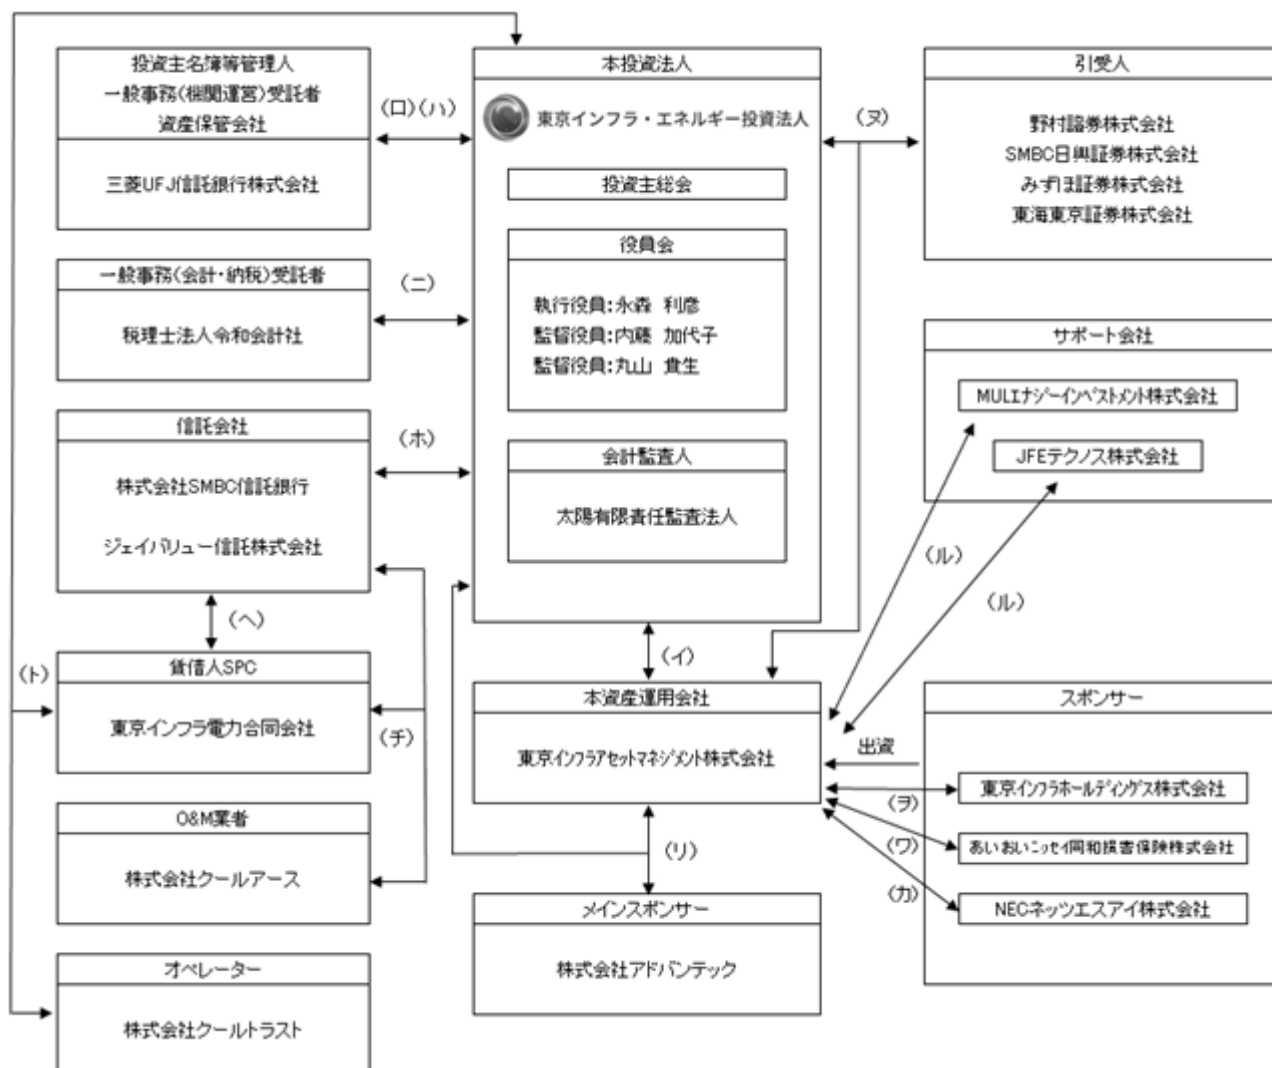 投資主名簿等管理人
一般事務(機関運営)受託者
資産保管会社
三菱UFJ信託銀行株式会社
(ロ)(ハ)
一般事務(会計・納税)受託者
税理士法人令和会計社
(ニ)
信託会社
株式会社SMBC信託銀行
ジェイバリュー信託株式会社
(ホ)
(ヘ)
(ト)
賃借人SPC
東京インフラ電力合同会社
(チ)
O&M業者
株式会社クールアース
オペレーター
株式会社クールトラスト
本投資法人
東京インフラ・エネルギー投資法人
投資主総会
役員会
執行役員:永森 利彦
監督役員:内藤 加代子
監督役員:丸山 貴生
会計監査人
太陽有限責任監査法人
(イ)
本資産運用会社
東京インフラアセットマネジメント株式会社
(リ)
メインスポンサー
株式会社アドバンテック
(ヌ)
引受人
野村證券株式会社
SMBC日興証券株式会社
みずほ証券株式会社
東海東京証券株式会社
サポート会社
MULエナジーインベストメント株式会社
JFEテクノス株式会社
(ル)
(ル)
スポンサー
出資
東京インフラホールディングス株式会社
(ヲ)
あいおいニッセイ同和損害保険株式会社
(ワ)
NECネッツエスアイ株式会社
(カ)